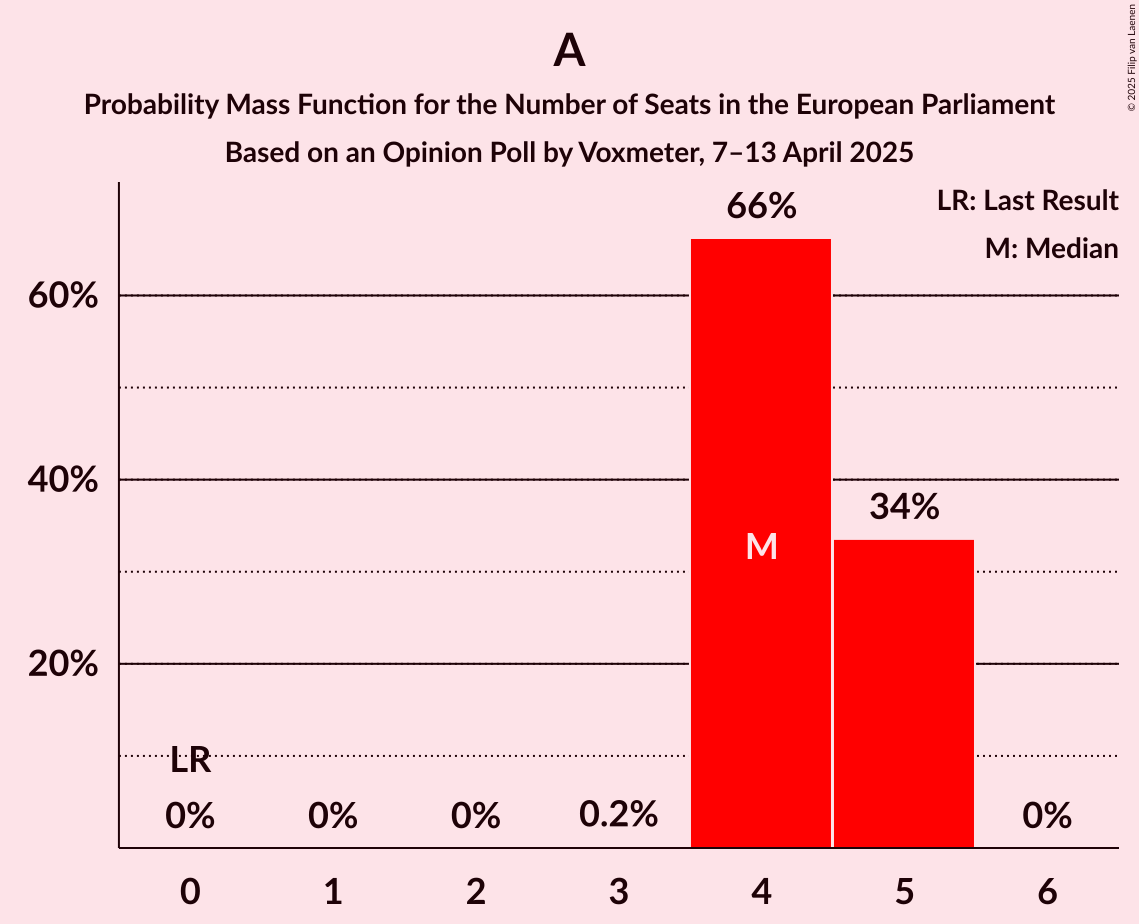 A
Probability Mass Function for the Number of Seats in the European Parliament
Based on an Opinion Poll by Voxmeter, 7–13 April 2025
© 2025 Filip van Laenen
LR: Last Result
M: Median
66%
60%
40%
34%
M
20%
LR
0%
0%
0%
0.2%
0%
0
1
2
3
4
5
6